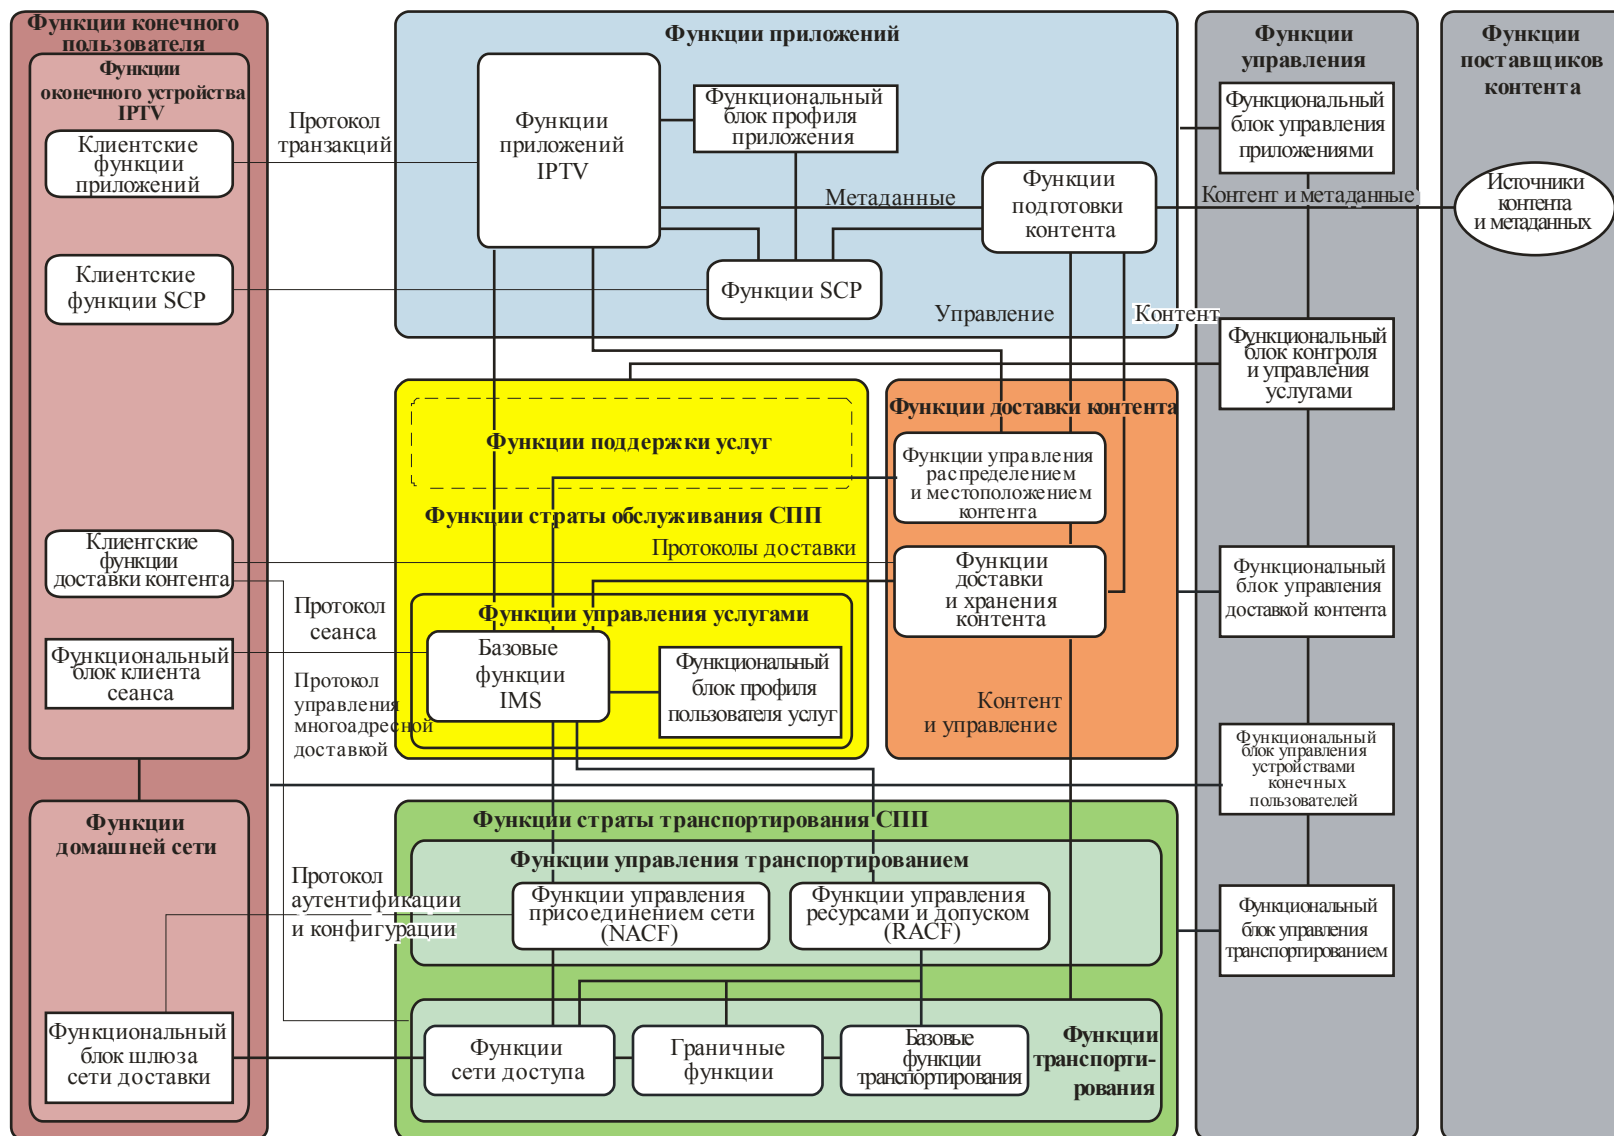 Функции конечного
пользователя
Функции
оконечного устройства
IPTV
Клиентские
функции
приложений
Клиентские
функции SCP
Клиентские
функции
доставки контента
Функциональный
блок клиента
сеанса
Функции
домашней сети
Функциональный
блок шлюза
сети доставки
Протокол
транзакций
Протокол
сеанса
Протокол
управления
многоадресной
доставкой
Протокол
аутентификации
и конфигурации
Функции приложений
Функции
приложений
IPTV
Функциональный
блок профиля
приложения
Метаданные
Функции
подготовки
контента
Функции SCP
Управление
Контент
Функции поддержки услуг
Функции страты обслуживания СПП
Протоколы доставки
Функции управления услугами
Базовые
функции
IMS
Функциональный
блок профиля
пользователя услуг
Функции доставки контента
Функции управления
распределением
и местоположением
контента
Функции
доставки
и хранения
контента
Контент
и управление
Функции страты транспортирования СПП
Функции управления транспортированием
Функции управления
присоединением сети
(NACF)
Функции управления
ресурсами и допуском
(RACF)
Функции
сети доступа
Граничные
функции
Базовые
функции
транспортирования
Функции
транспорти-
рования
Функции
управления
Функциональный
блок управления
приложениями
Контент и метаданные
Функциональный
блок контроля
и управления
услугами
Функциональный
блок управления
доставкой контента
Функциональный
блок управления
устройствами
конечных
пользователей
Функциональный
блок управления
транспортированием
Функции
поставщиков
контента
Источники
контента
и метаданных